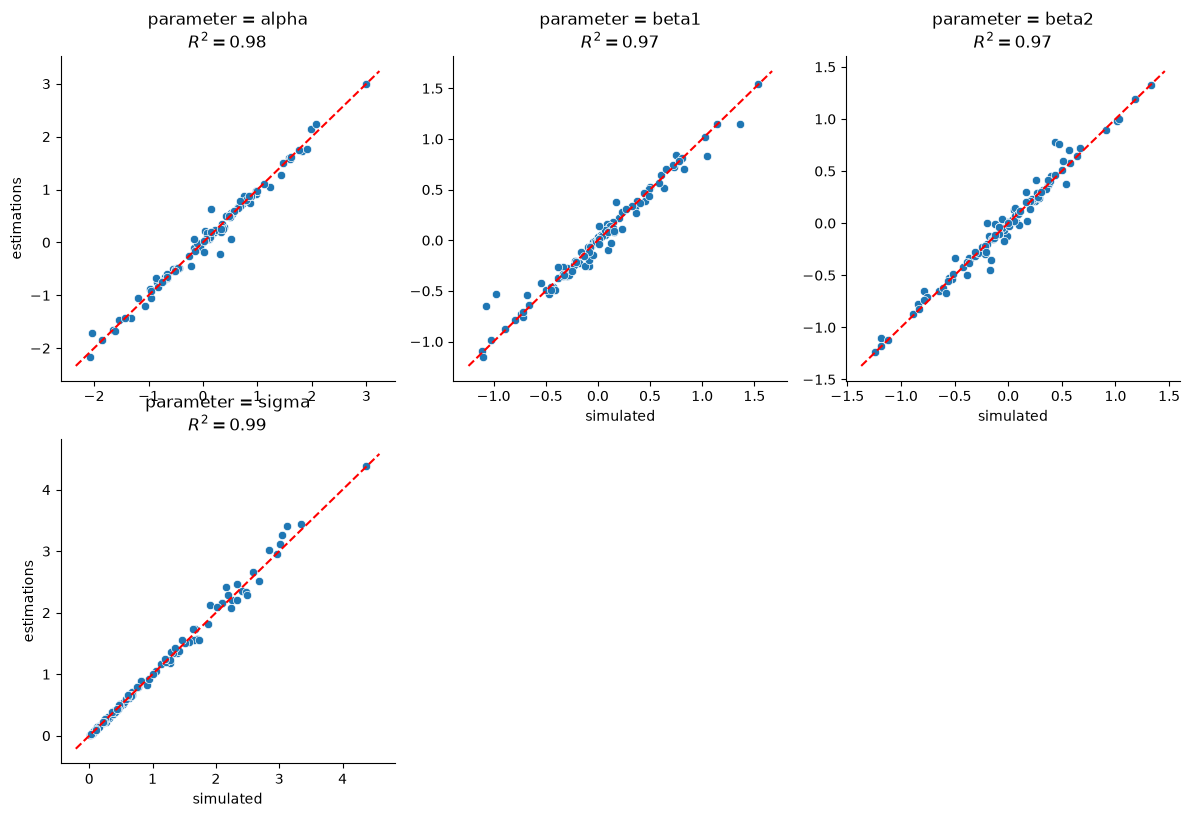 parameter = alpha
R² = 0.98
parameter = beta1
R² = 0.97
parameter = beta2
R² = 0.97
estimations
3
2
1
0
−1
−2
−2 −1 0 1 2 3
1.5
1.0
0.5
0.0
−0.5
−1.0
−1.0 −0.5 0.0 0.5 1.0 1.5
simulated
1.5
1.0
0.5
0.0
−0.5
−1.0
−1.5
−1.5 −1.0 −0.5 0.0 0.5 1.0 1.5
simulated
parameter = sigma
R² = 0.99
estimations
4
3
2
1
0
0 1 2 3 4
simulated